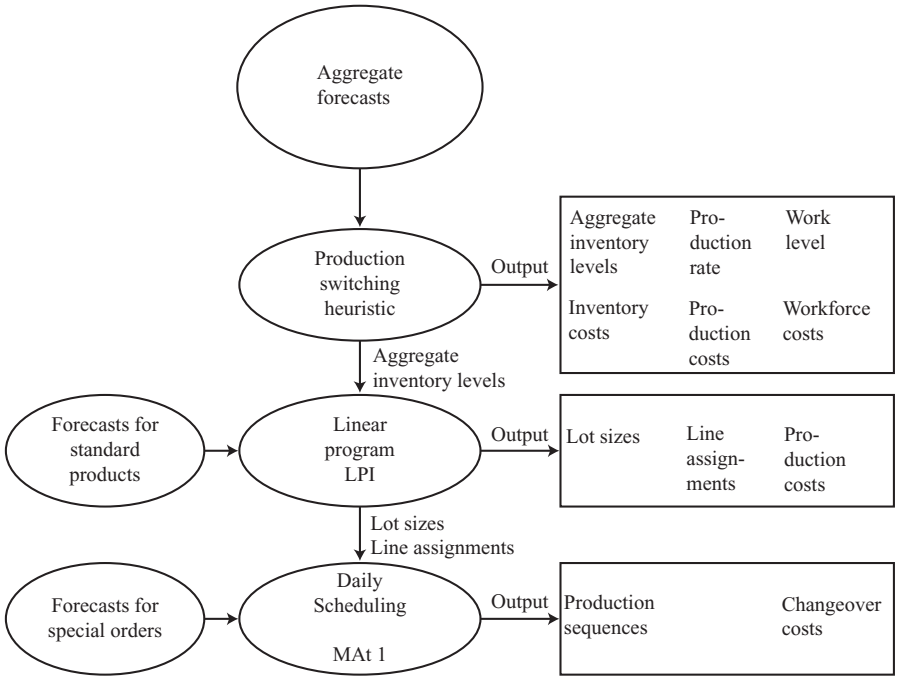 Aggregate
forecasts
Production
switching
heuristic
Output
Aggregate
inventory
levels
Pro-
duction
rate
Work
level
Inventory
costs
Pro-
duction
costs
Workforce
costs
Aggregate
inventory levels
Forecasts for
standard
products
Linear
program
LPI
Output
Lot sizes
Line
assign-
ments
Pro-
duction
costs
Lot sizes
Line assignments
Forecasts for
special orders
Daily
Scheduling
MAt 1
Output
Production
sequences
Changeover
costs